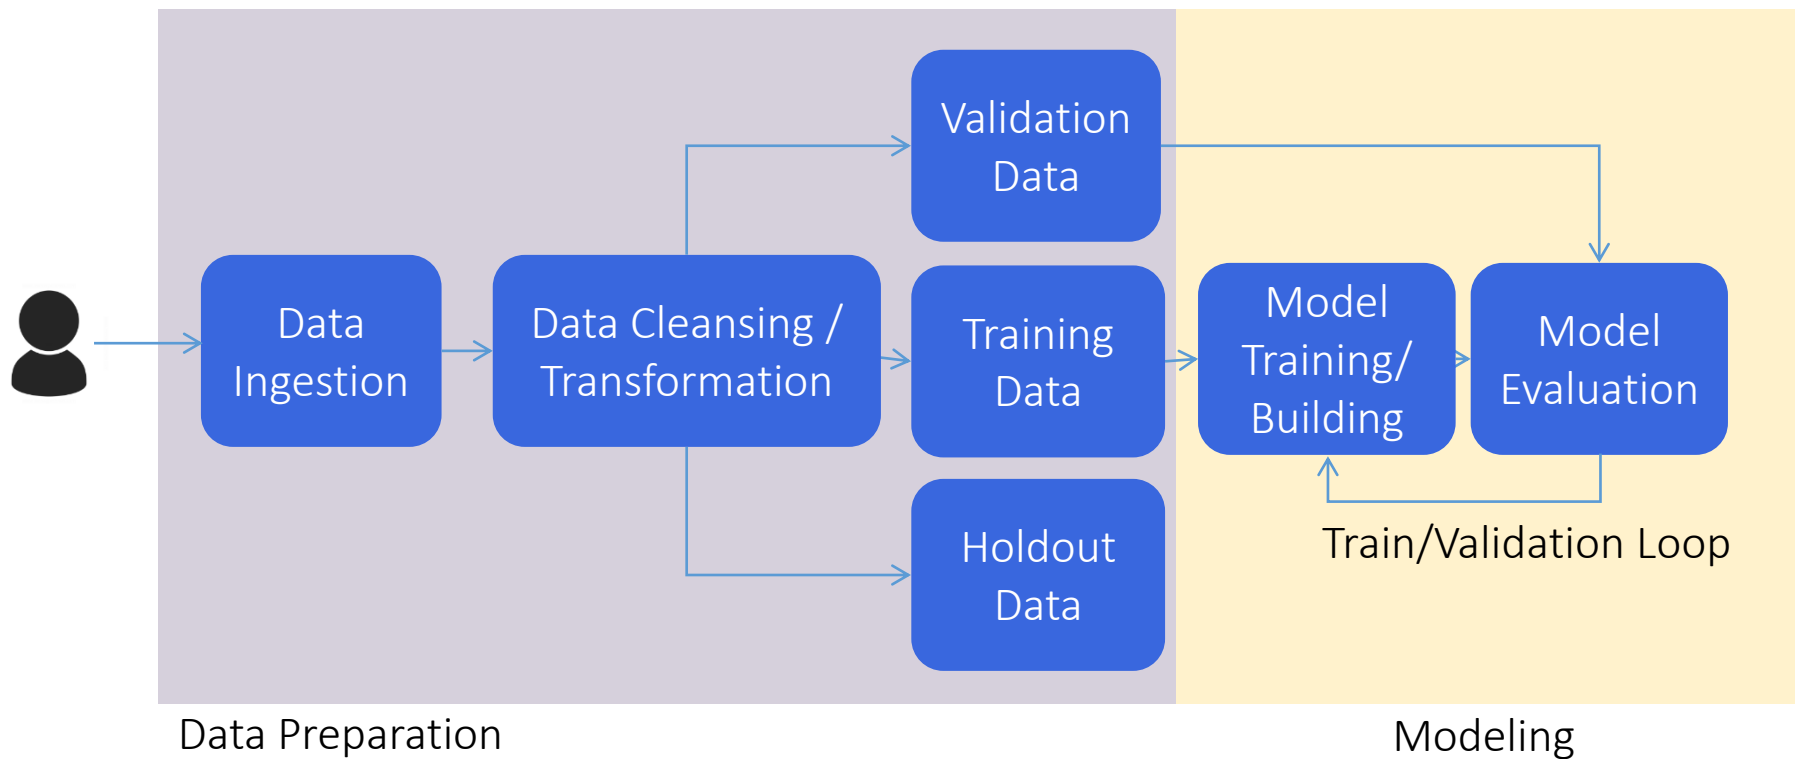 Validation
Data
Data
Ingestion
Data Cleansing /
Transformation
Training
Data
Model
Training/
Building
Model
Evaluation
Holdout
Data
Train/Validation Loop
Data Preparation
Modeling